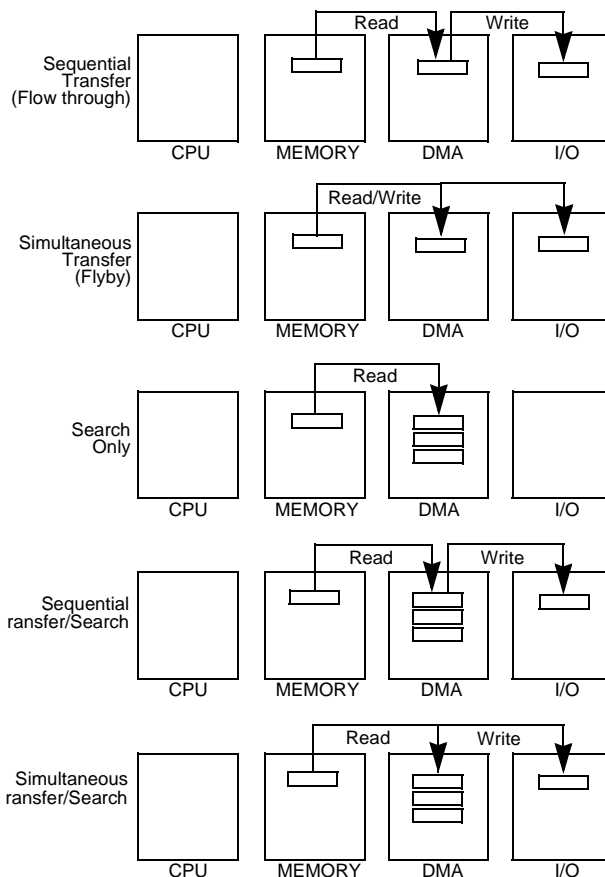 Read Write
Sequential
Transfer
(Flow through)
CPU MEMORY DMA I/O
Read/Write
Simultaneous
Transfer
(Flyby)
CPU MEMORY DMA I/O
Read
Search
Only
CPU MEMORY DMA I/O
Read Write
Sequential
ransfer/Search
CPU MEMORY DMA I/O
Read Write
Simultaneous
ransfer/Search
CPU MEMORY DMA I/O